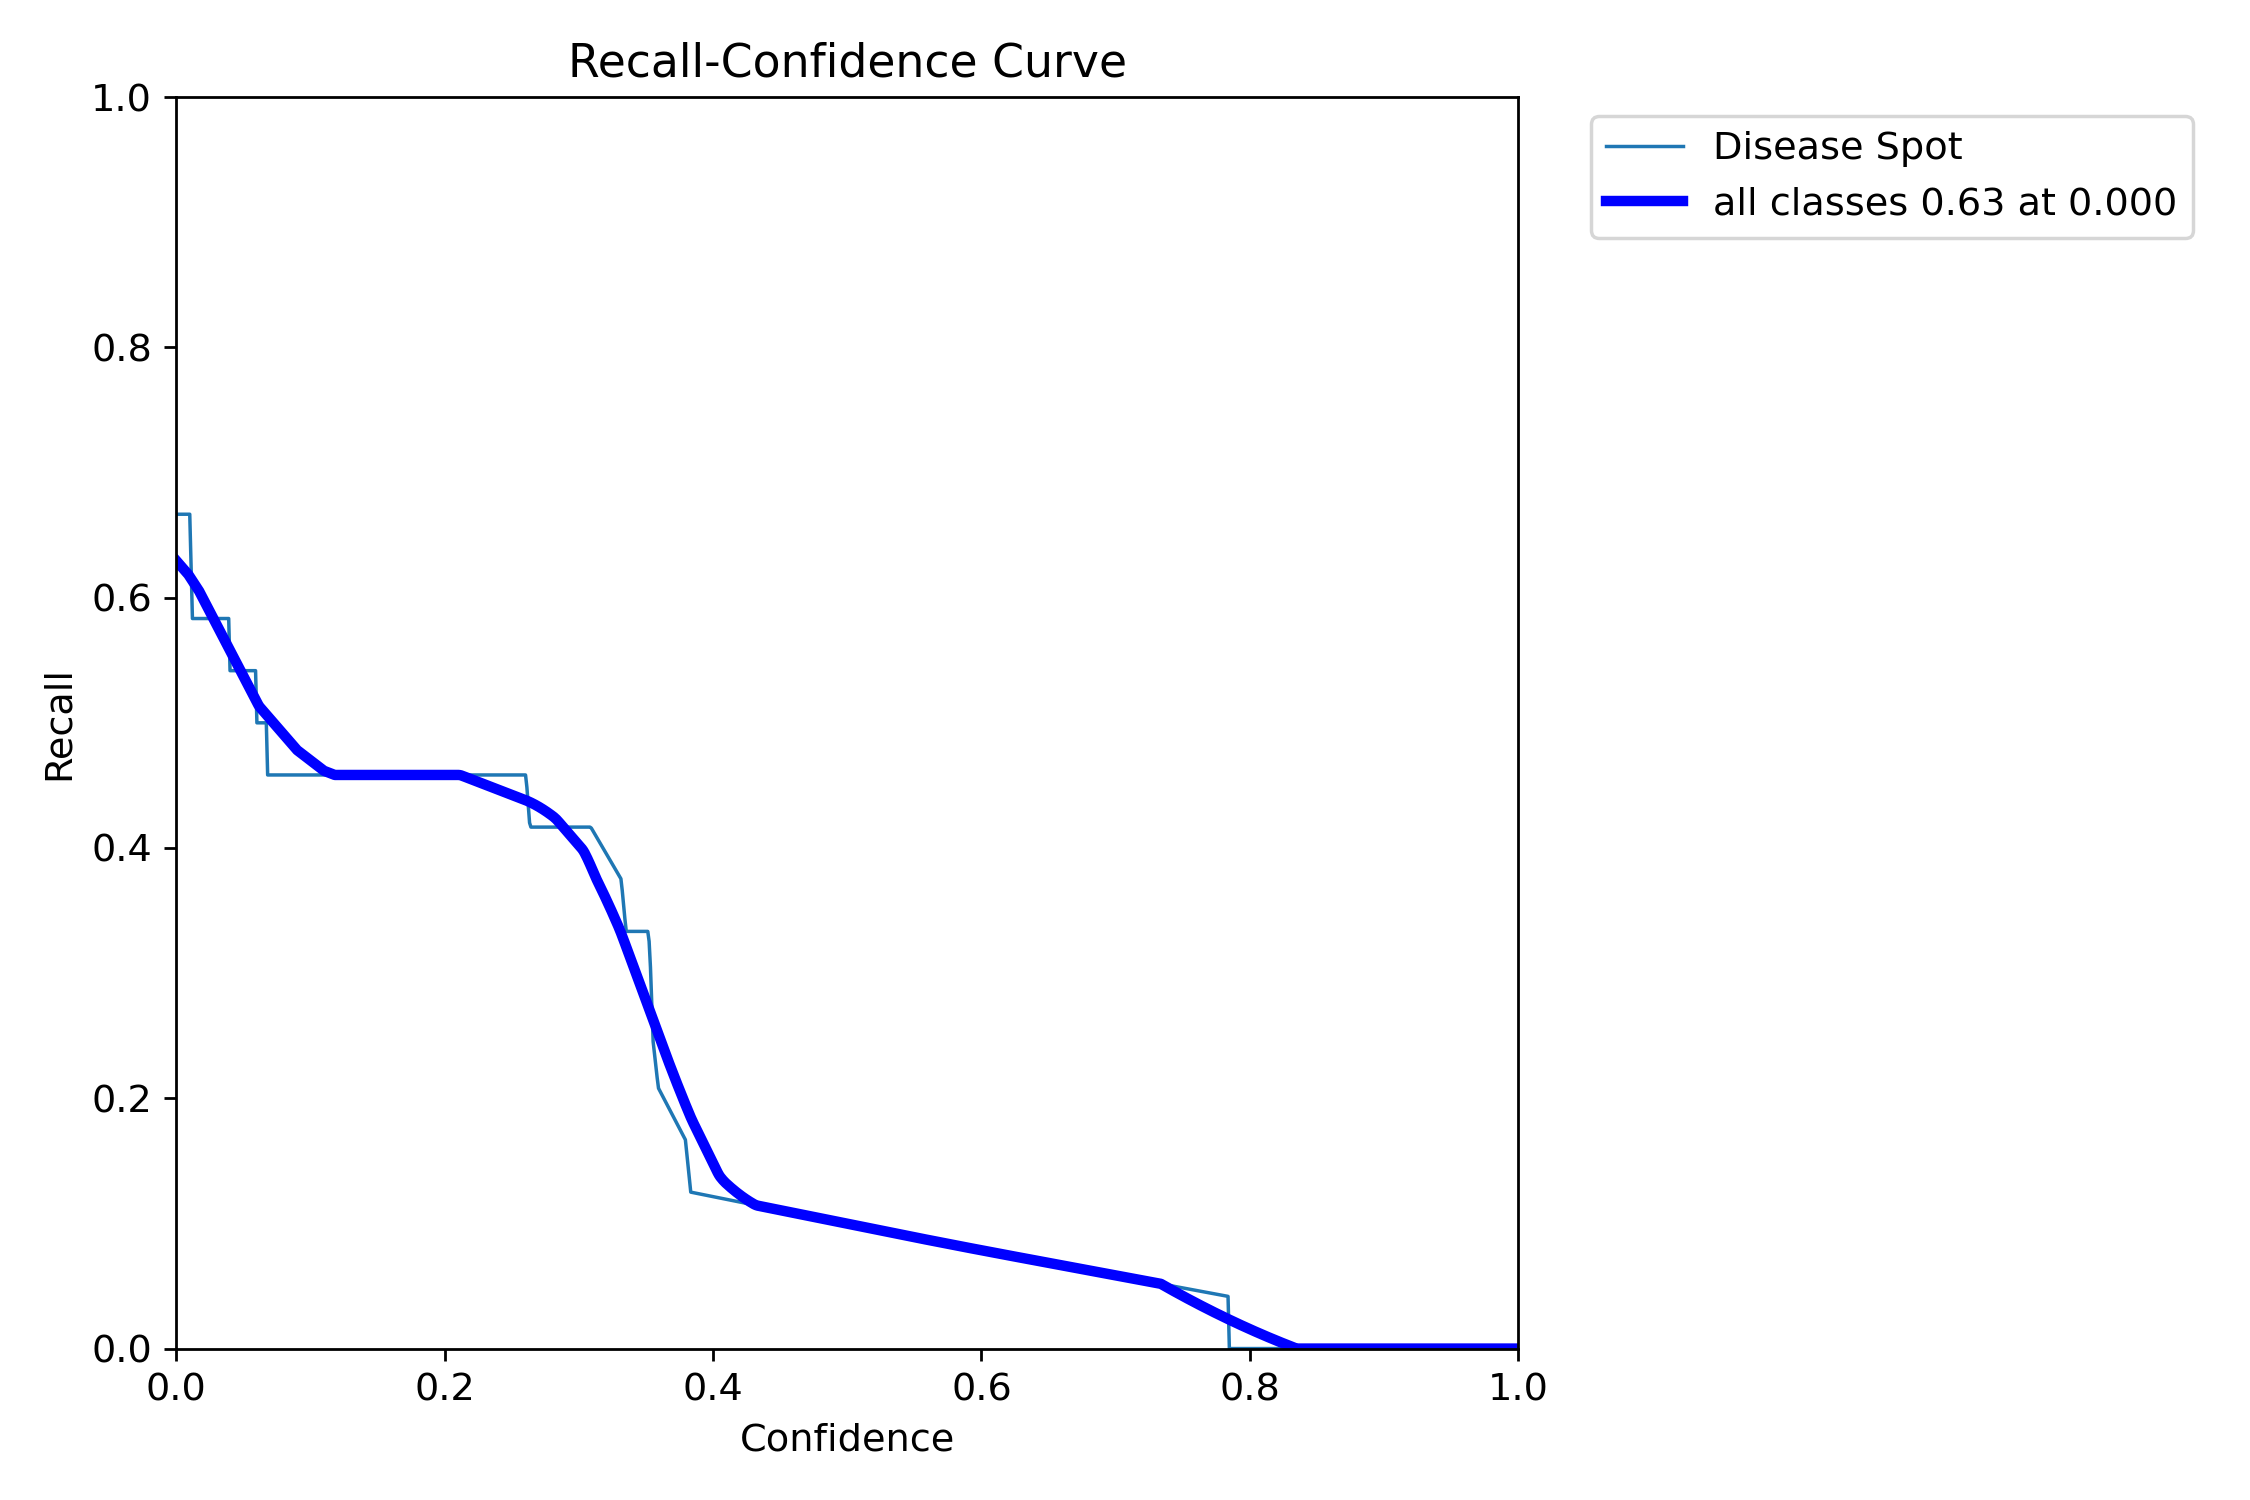 Recall-Confidence Curve
1.0
0.8
0.6
0.4
0.2
0.0
Recall
0.0 0.2 0.4 0.6 0.8 1.0
Confidence
Disease Spot
all classes 0.63 at 0.000